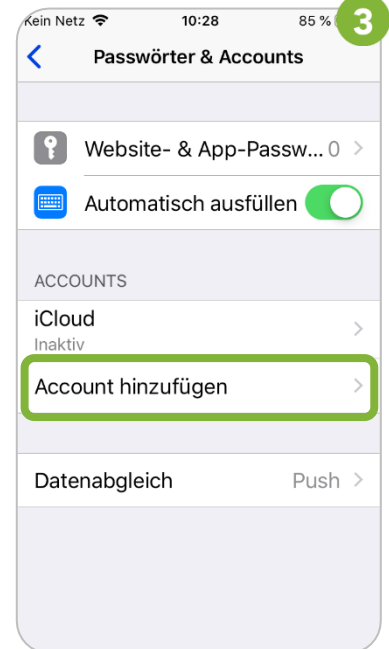 Kein Netz 10:28 85 %
3
Passwörter & Accounts
Website- & App-Passw... 0
Automatisch ausfüllen
ACCOUNTS
iCloud
Inaktiv
Account hinzufügen
Datenabgleich Push